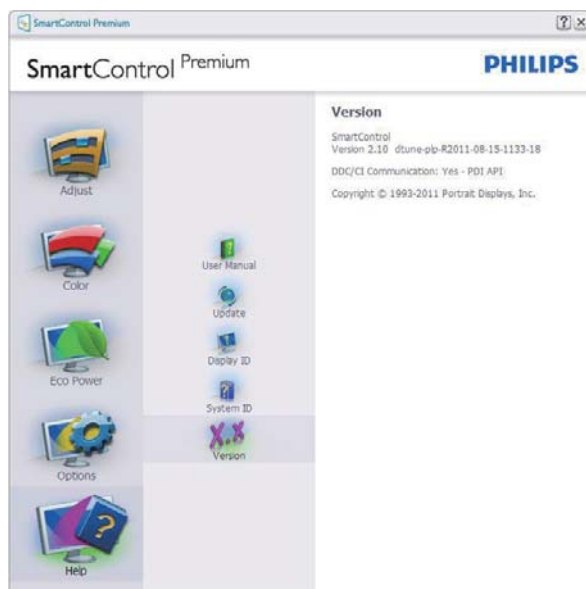 SmartControl Premium
SmartControl Premium
PHILIPS
Adjust
Color
Eco Power
Options
Help
User Manual
Update
Display ID
System ID
X.X
Version
Version
SmartControl
Version 2.10 dtune-plp-R2011-08-15-1133-18
DDC/CI Communication: Yes - PDI API
Copyright © 1993-2011 Portrait Displays, Inc.